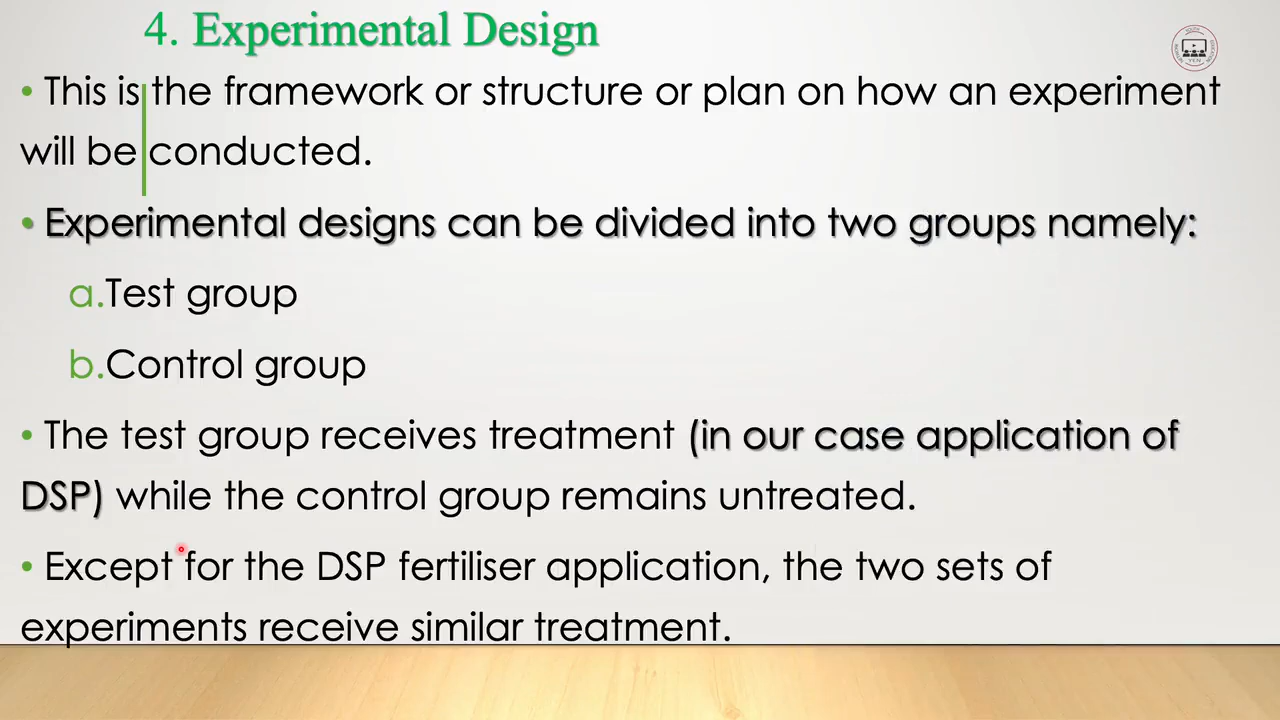 4. Experimental Design
• This is the framework or structure or plan on how an experiment
will be conducted.
• Experimental designs can be divided into two groups namely:
a.Test group
b.Control group
• The test group receives treatment (in our case application of
DSP) while the control group remains untreated.
• Except for the DSP fertiliser application, the two sets of
experiments receive similar treatment.
YEN